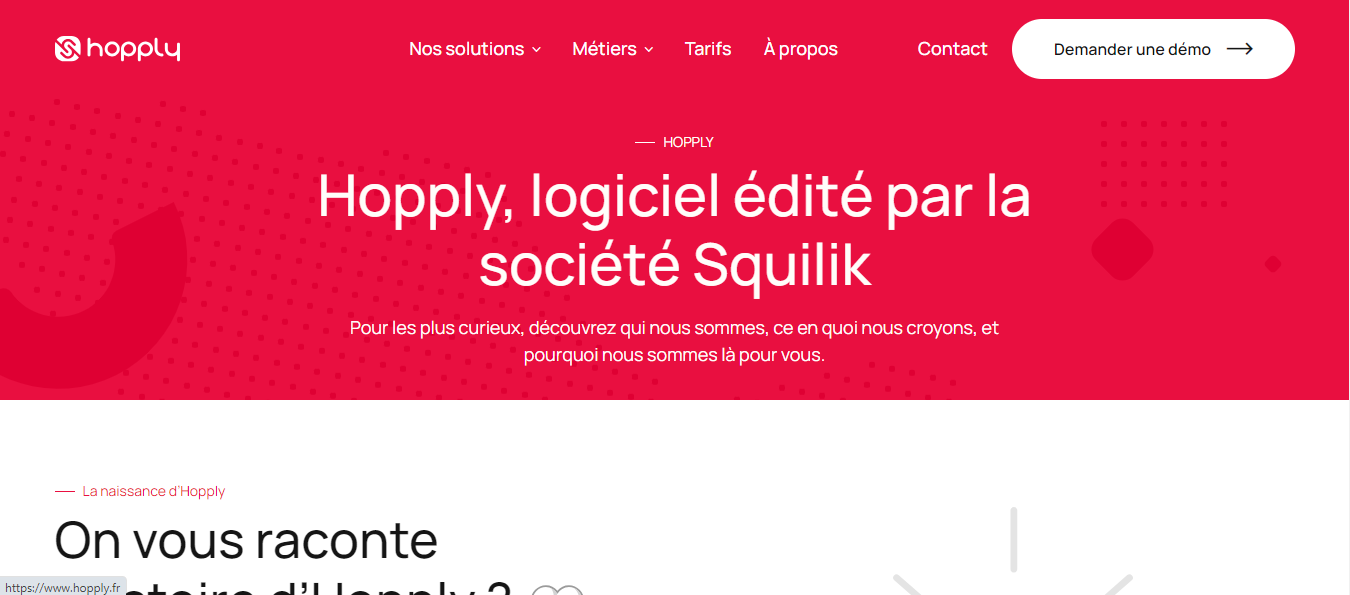 hopply
Nos solutions
Métiers
Tarifs
À propos
Contact
Demander une démo
HOPPLY
Hopply, logiciel édité par la
société Squilik
Pour les plus curieux, découvrez qui nous sommes, ce en quoi nous croyons, et
pourquoi nous sommes là pour vous.
La naissance d'Hopply
On vous raconte
d'Hopply ?
https://www.hopply.fr